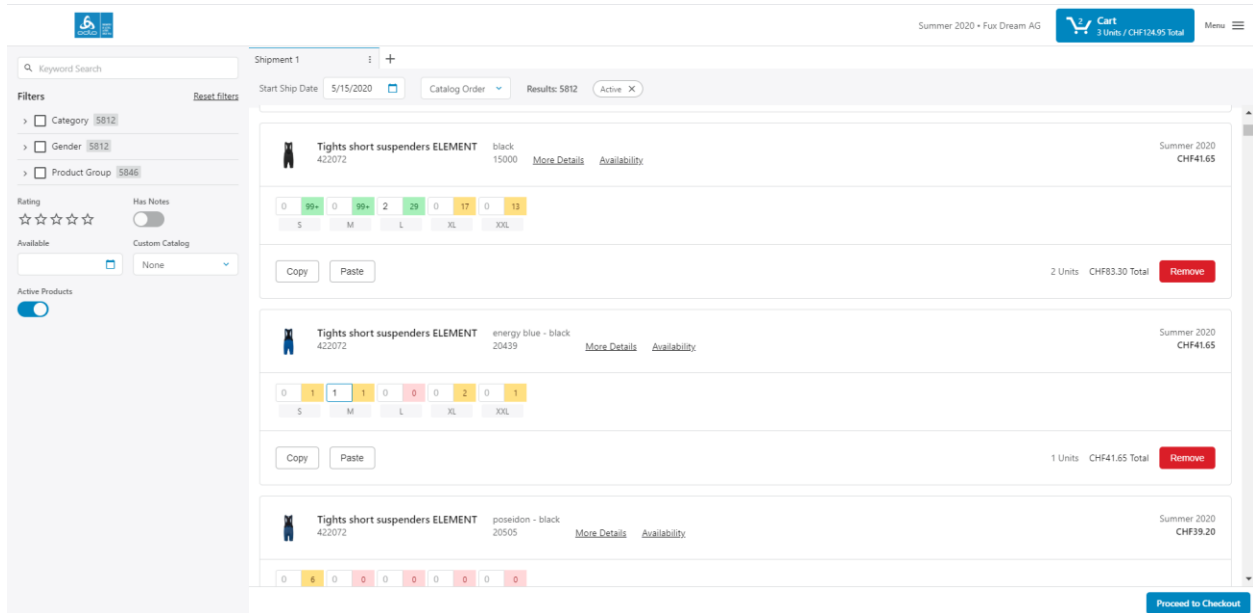 odlo
Summer 2020 • Fux Dream AG
2
Cart
3 Units / CHF124.95 Total
Menu
Keyword Search
Filters
Reset filters
Category 5812
Gender 5812
Product Group 5846
Rating
Has Notes
Available
Custom Catalog
None
Active Products
Shipment 1
+
Start Ship Date 5/15/2020
Catalog Order
Results: 5812
Active X
Tights short suspenders ELEMENT black
422072 15000 More Details Availability
Summer 2020
CHF41.65
0 99+ 0 99+ 2 29 0 17 0 13
S M L XL XXL
Copy Paste
2 Units CHF83.30 Total Remove
Tights short suspenders ELEMENT energy blue - black
422072 20439 More Details Availability
Summer 2020
CHF41.65
0 1 1 1 0 0 0 2 0 1
S M L XL XXL
Copy Paste
1 Units CHF41.65 Total Remove
Tights short suspenders ELEMENT poseidon - black
422072 20505 More Details Availability
Summer 2020
CHF39.20
0 6 0 0 0 0 0 0 0 0
Proceed to Checkout